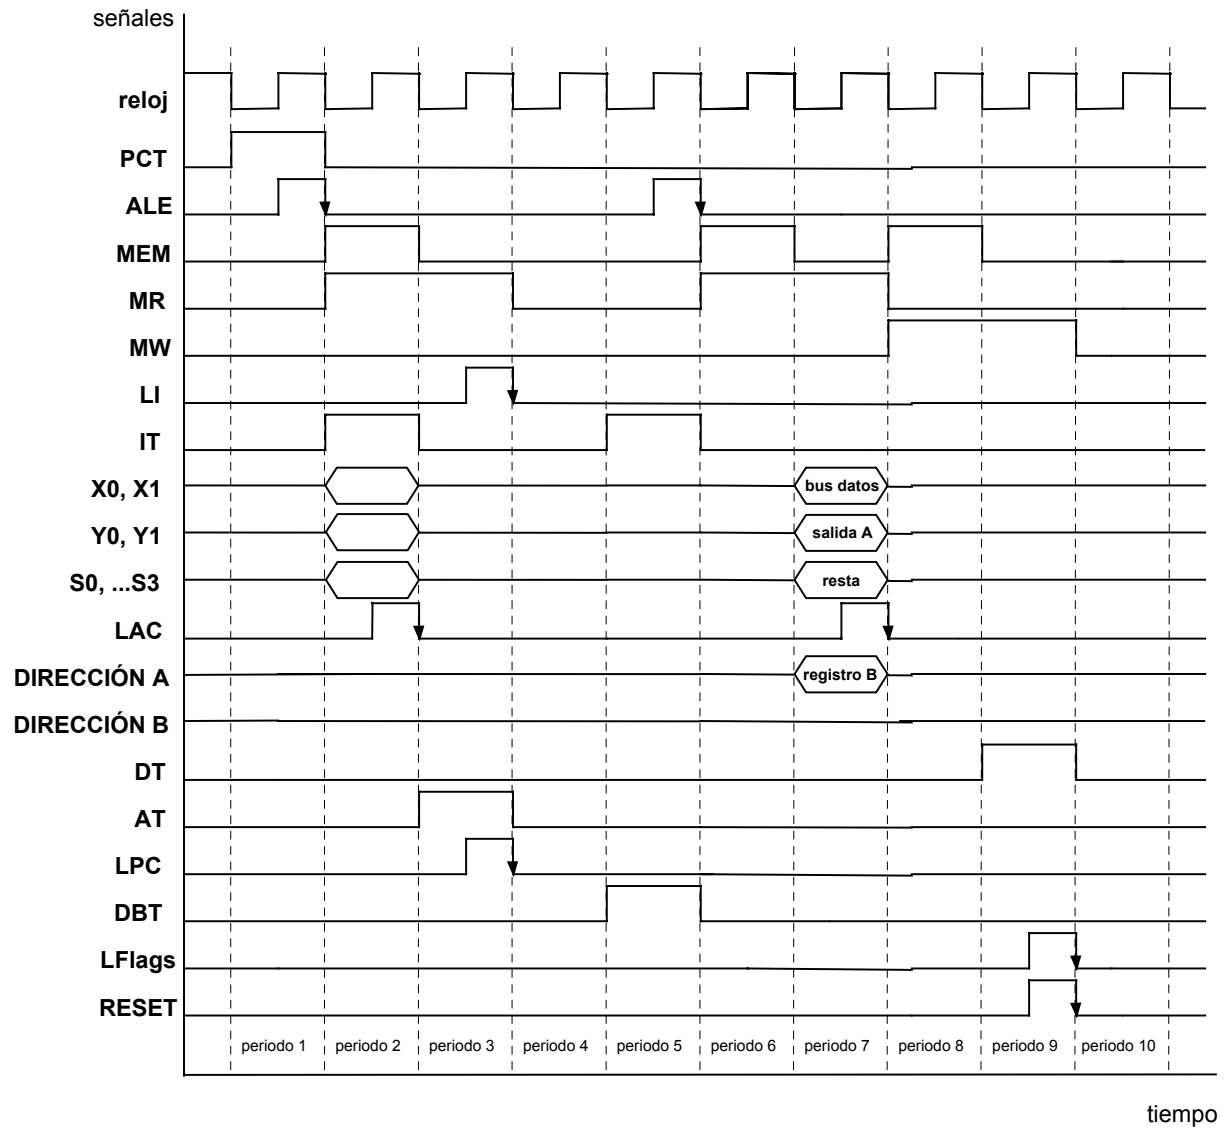 señales
reloj
PCT
ALE
MEM
MR
MW
LI
IT
X0, X1 bus datos
Y0, Y1 salida A
S0, ...S3 resta
LAC
DIRECCIÓN A registro B
DIRECCIÓN B
DT
AT
LPC
DBT
LFlags
RESET
periodo 1 periodo 2 periodo 3 periodo 4 periodo 5 periodo 6 periodo 7 periodo 8 periodo 9 periodo 10
tiempo